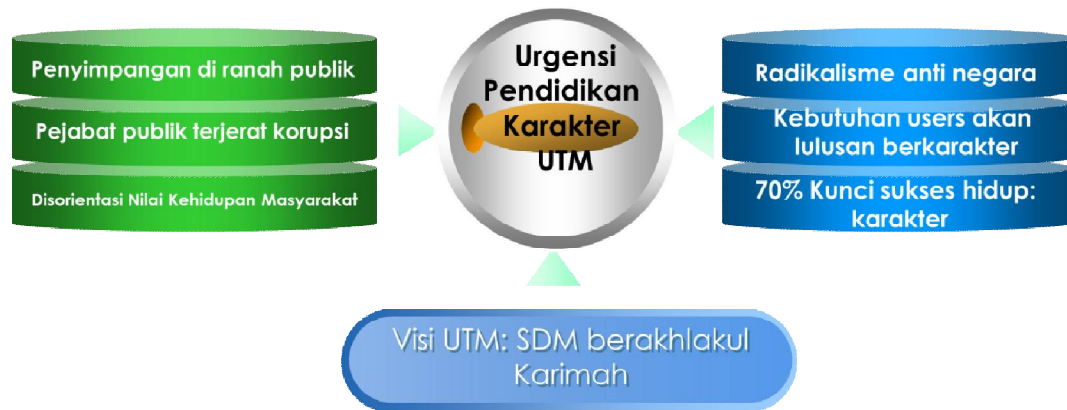 Penyimpangan di ranah publik
Pejabat publik terjerat korupsi
Disorientasi Nilai Kehidupan Masyarakat
Urgensi
Pendidikan
Karakter
UTM
Radikalisme anti negara
Kebutuhan users akan
lulusan berkarakter
70% Kunci sukses hidup:
karakter
Visi UTM: SDM berakhlakul
Karimah